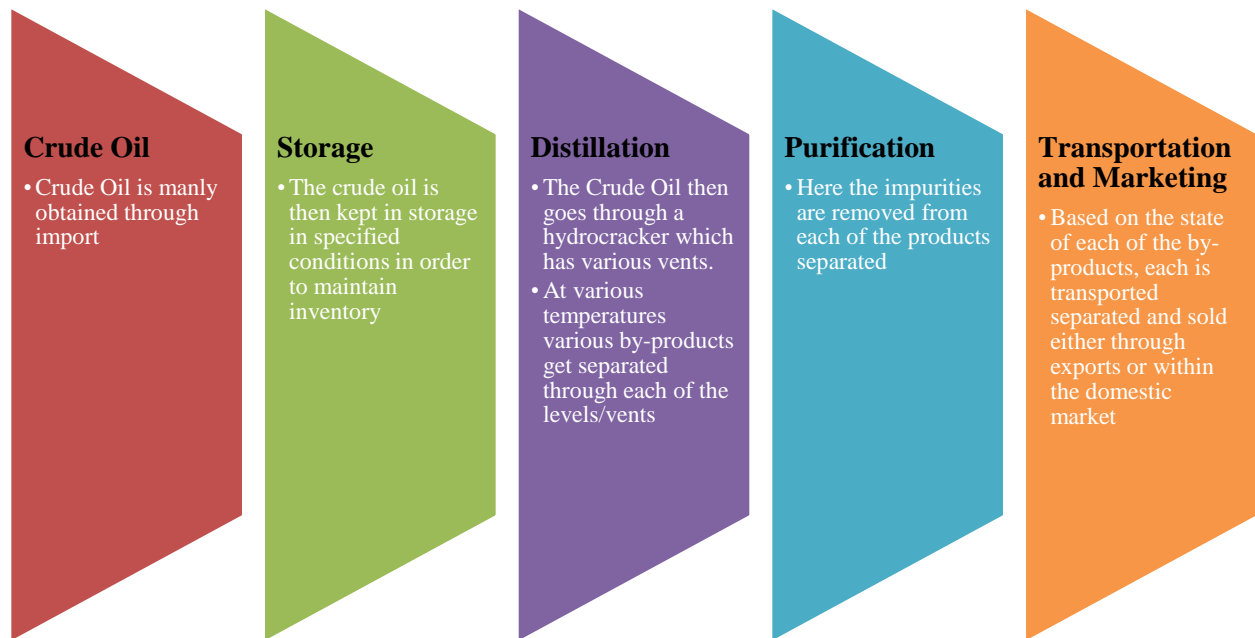 Crude Oil
• Crude Oil is manly
obtained through
import
Storage
• The crude oil is
then kept in storage
in specified
conditions in order
to maintain
inventory
Distillation
• The Crude Oil then
goes through a
hydrocracker which
has various vents.
• At various
temperatures
various by-products
get separated
through each of the
levels/vents
Purification
• Here the impurities
are removed from
each of the products
separated
Transportation
and Marketing
• Based on the state
of each of the by-
products, each is
transported
separated and sold
either through
exports or within
the domestic
market